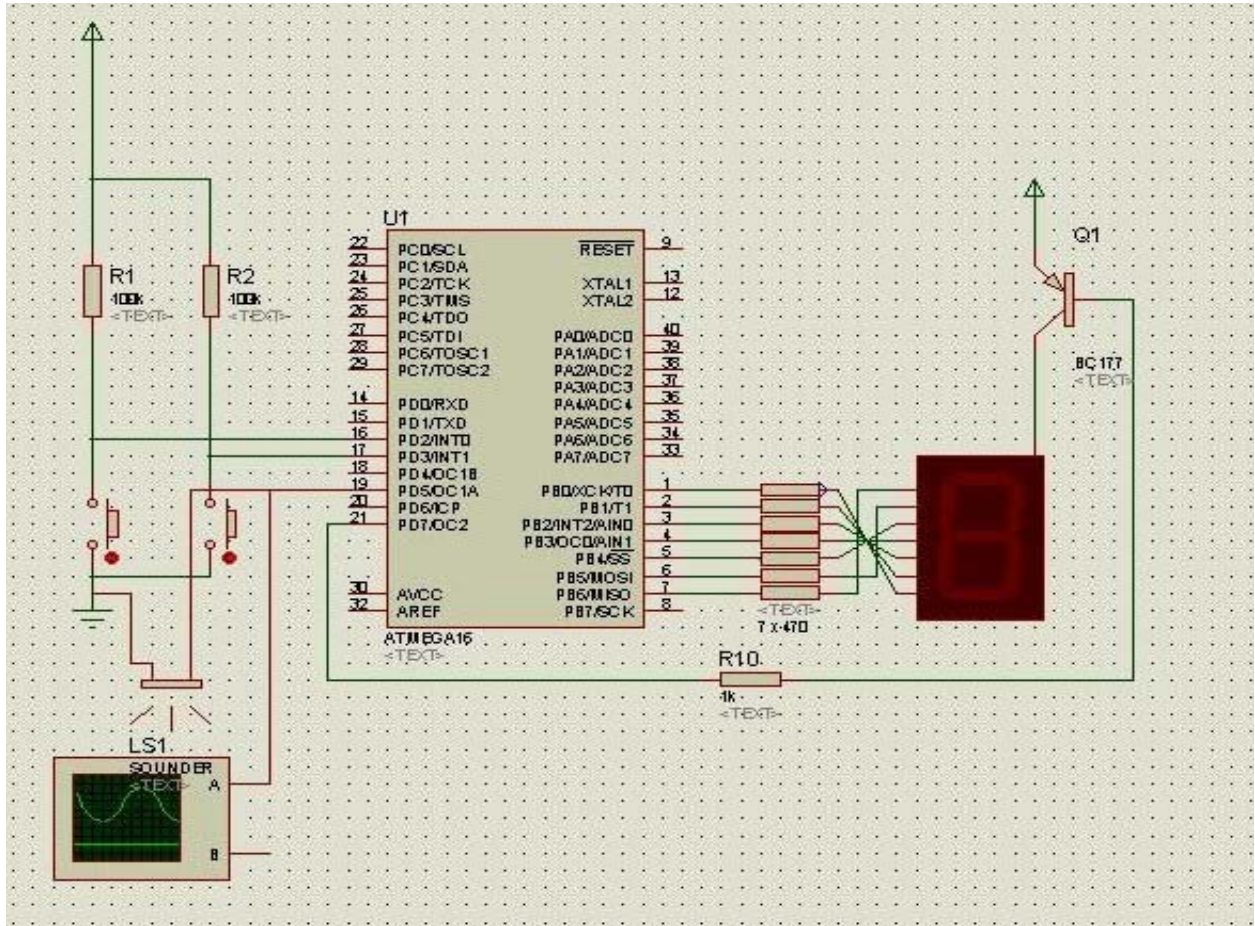 U1
22 PC0/SCL
23 PC1/SDA
24 PC2/TCK
25 PC3/TMS
26 PC4/TDO
27 PC5/TDI
28 PC6/TOSC1
29 PC7/TOSC2
14 PD0/RXD
15 PD1/TXD
16 PD2/INT0
17 PD3/INT1
18 PD4/OC1B
19 PD5/OC1A
20 PD6/ICP
21 PD7/OC2
30 AVCC
32 AREF
RESET 9
XTAL1 13
XTAL2 12
PA0/ADC0 40
PA1/ADC1 39
PA2/ADC2 38
PA3/ADC3 37
PA4/ADC4 36
PA5/ADC5 35
PA6/ADC6 34
PA7/ADC7 33
PB0/XCK/T0 1
PB1/T1 2
PB2/INT2/AIN0 3
PB3/OC0/AIN1 4
PB4/SS 5
PB5/MOSI 6
PB6/MISO 7
PB7/SCK 8
ATMEGA16
<TEXT>
R1
100k
<TEXT>
R2
100k
<TEXT>
Q1
BC177
<TEXT>
<TEXT>
7 x 470
R10
1k
<TEXT>
LS1
SOUNDER
<TEXT>
A
B